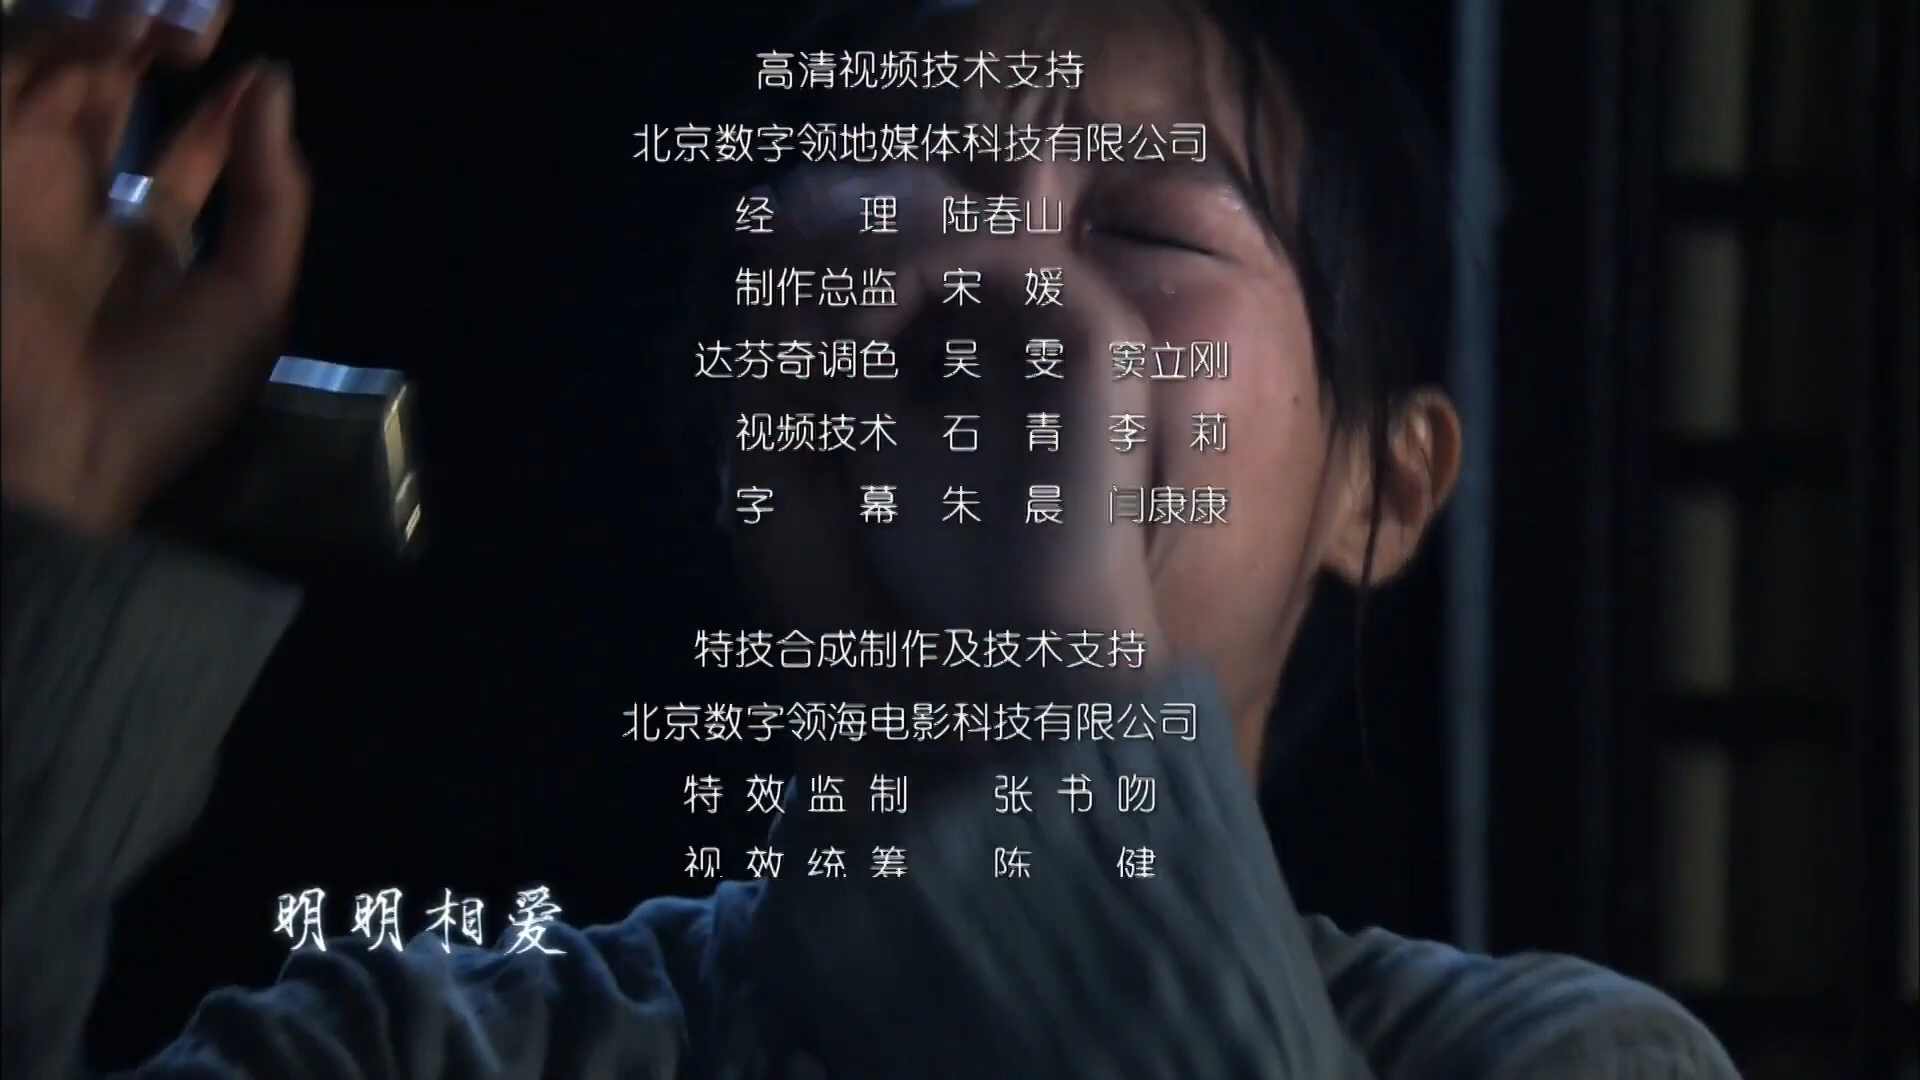 高清视频技术支持
北京数字领地媒体科技有限公司
经 理 陆春山
制作总监 宋 媛
达芬奇调色 吴 雯 窦立刚
视频技术 石 青 李 莉
字 幕 朱 晨 闫康康
特技合成制作及技术支持
北京数字领海电影科技有限公司
特效监制 张书吻
视效统筹 陈 健
明明相爱